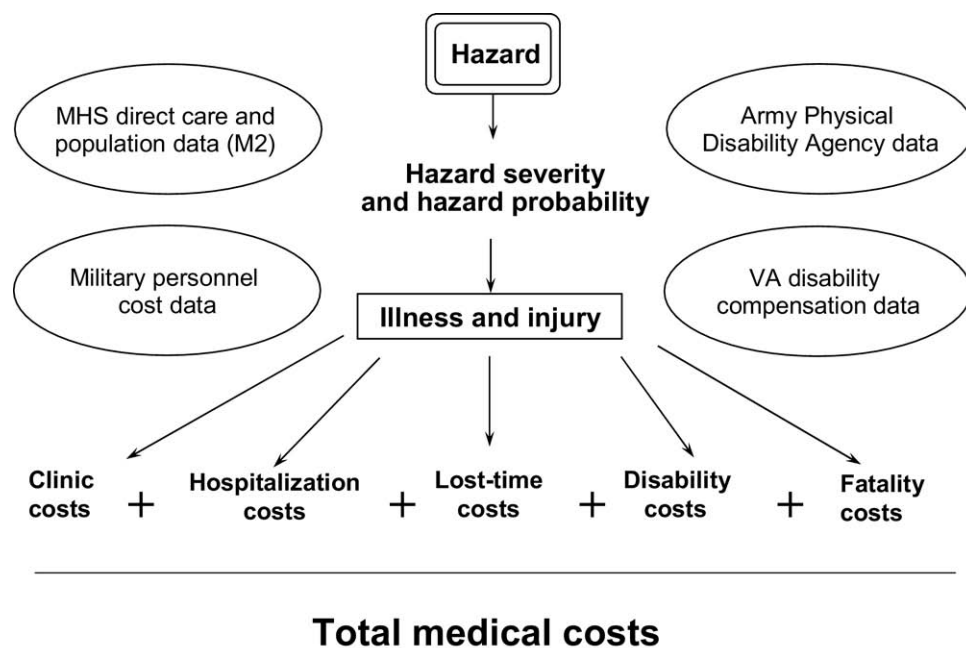 Hazard
MHS direct care and
population data (M2)
Army Physical
Disability Agency data
Hazard severity
and hazard probability
Military personnel
cost data
VA disability
compensation data
Illness and injury
Clinic
costs
+
Hospitalization
costs
+
Lost-time
costs
+
Disability
costs
+
Fatality
costs
Total medical costs